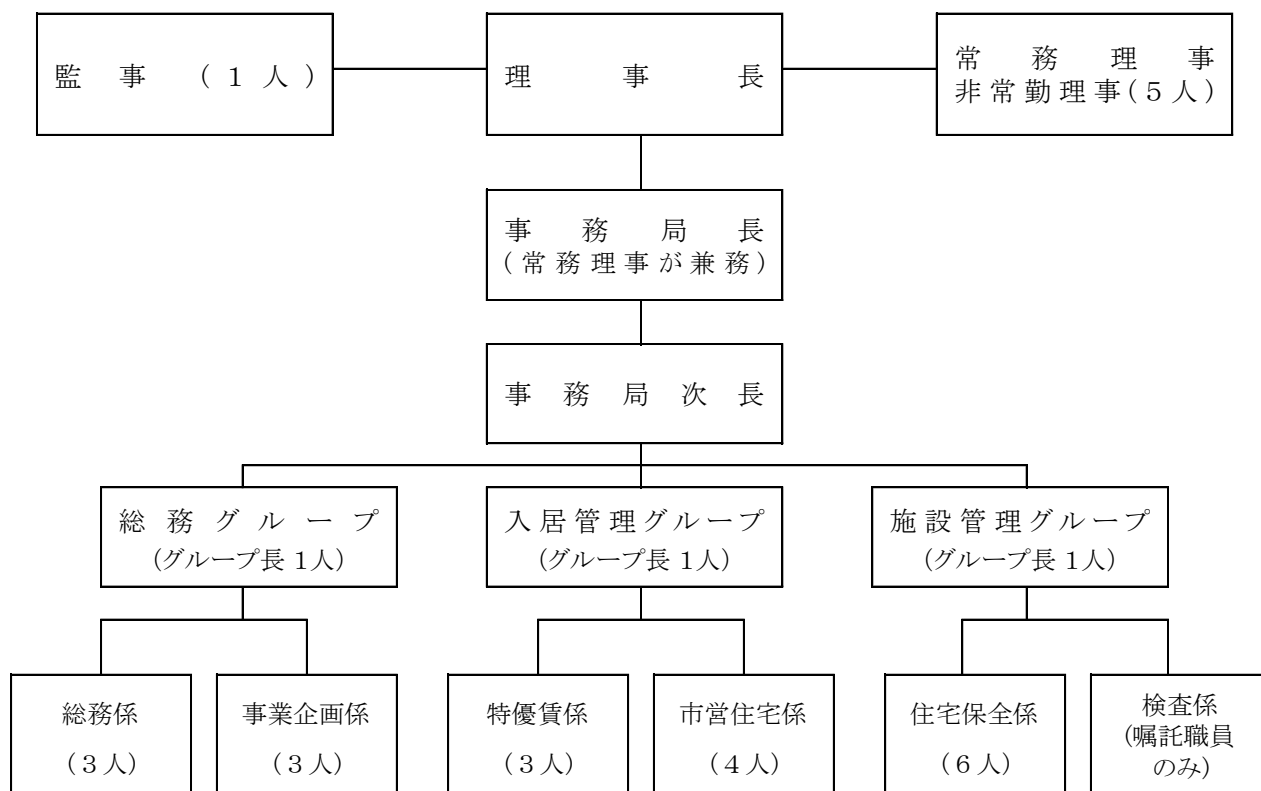 監事(1人)
理事長
常務理事
非常勤理事(5人)
事務局長
(常務理事が兼務)
事務局次長
総務グループ
(グループ長 1人)
入居管理グループ
(グループ長 1人)
施設管理グループ
(グループ長 1人)
総務係
(3人)
事業企画係
(3人)
特優賃係
(3人)
市営住宅係
(4人)
住宅保全係
(6人)
検査係
(嘱託職員
のみ)